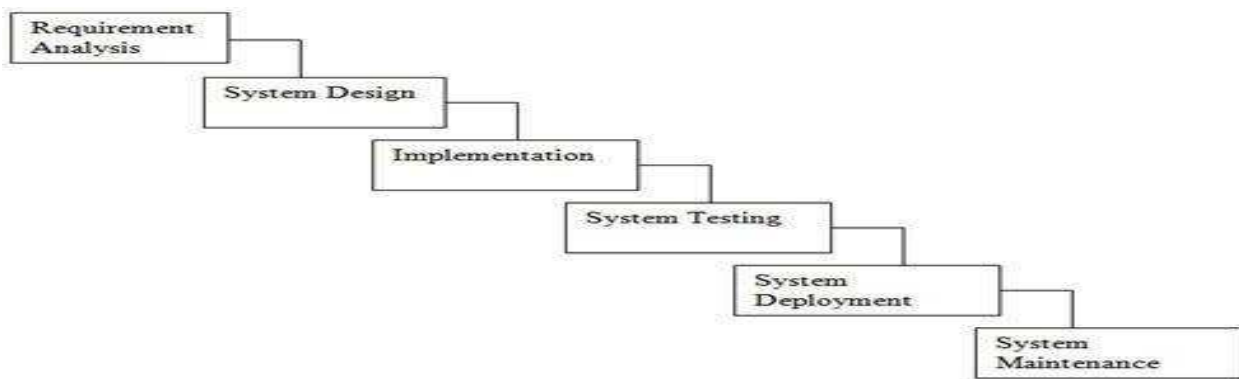 Requirement
Analysis
System Design
Implementation
System Testing
System
Deployment
System
Maintenance